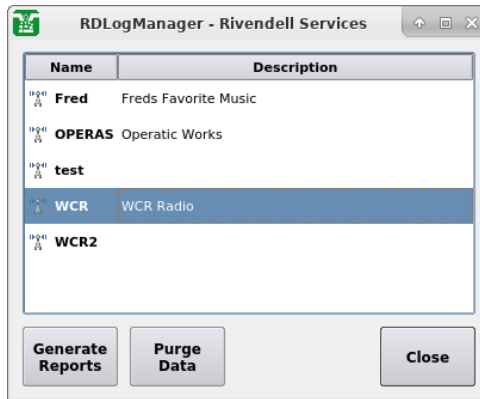 RDLogManager - Rivendell Services
Name Description
Fred Freds Favorite Music
OPERAS Operatic Works
test
WCR WCR Radio
WCR2
Generate Purge Close
Reports Data